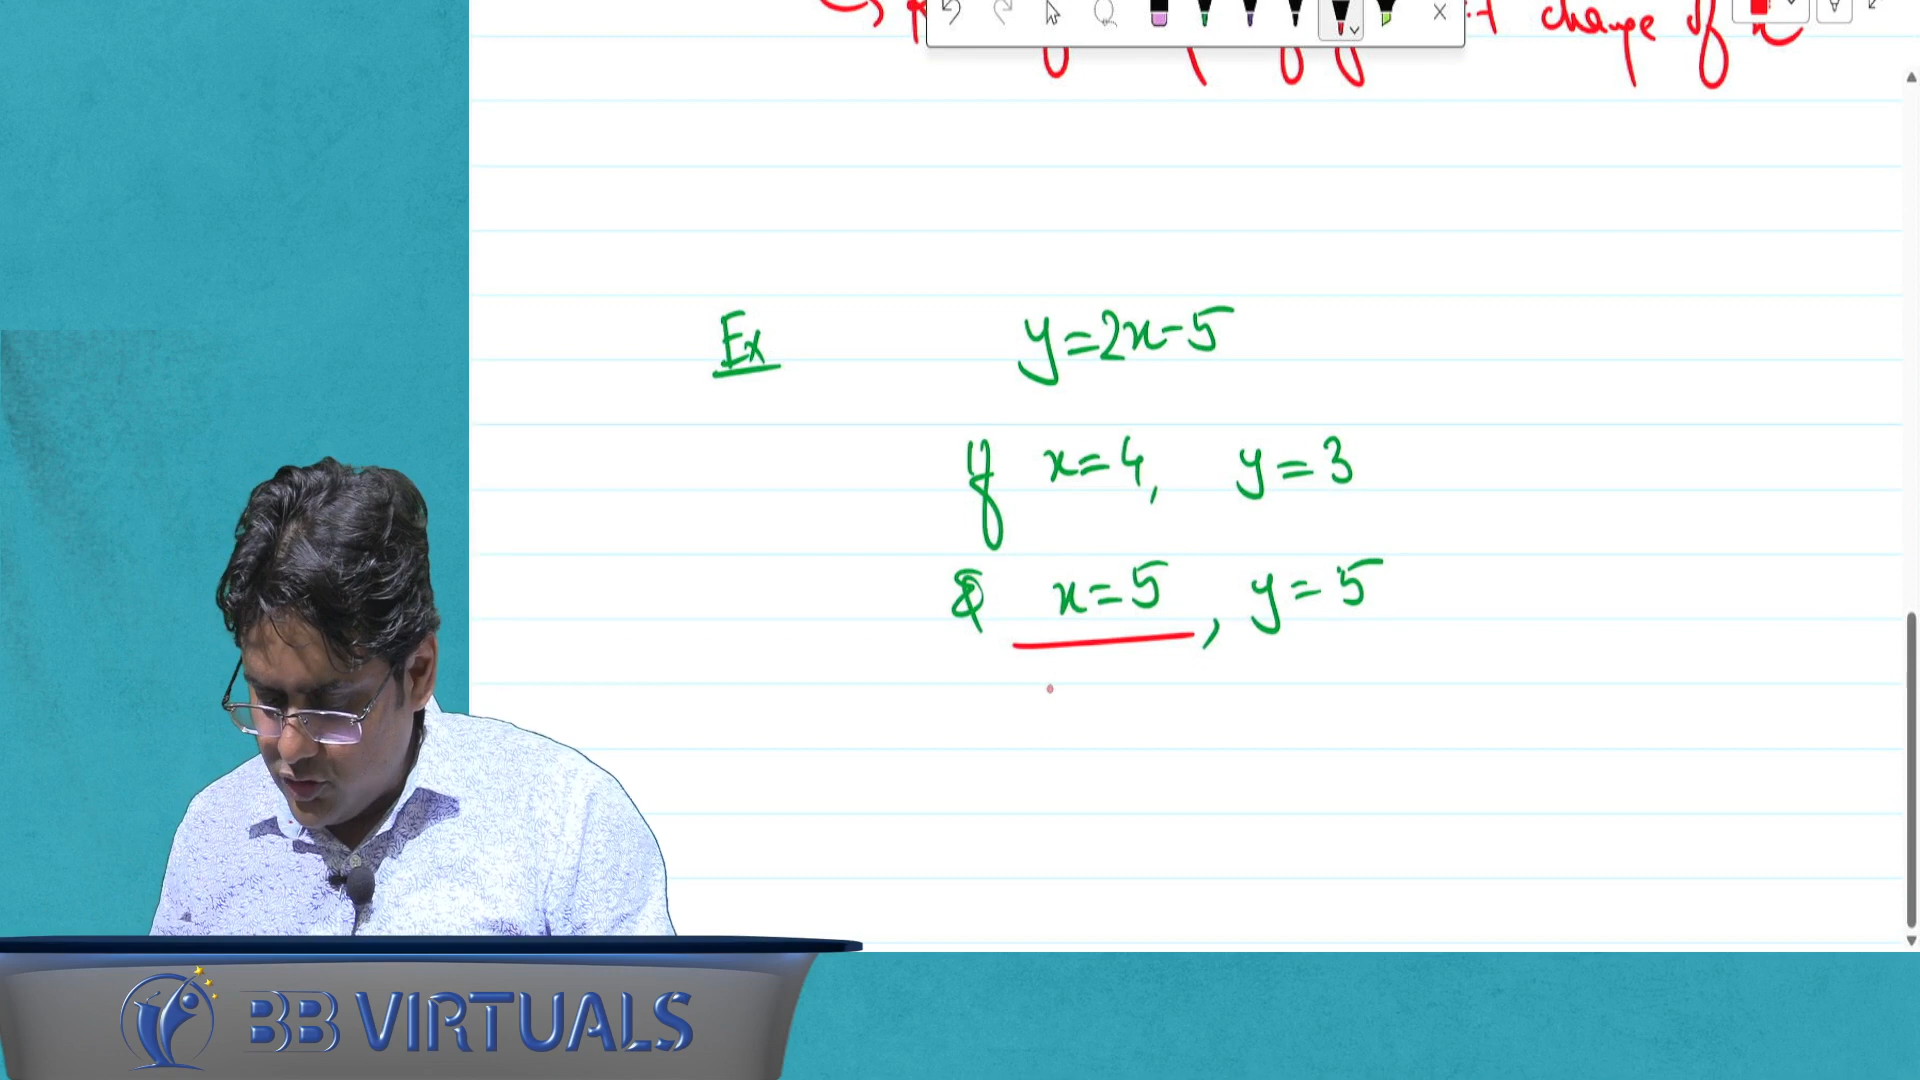 change of x
Ex y=2x-5
If x=4, y=3
& x=5, y=5
BB VIRTUALS